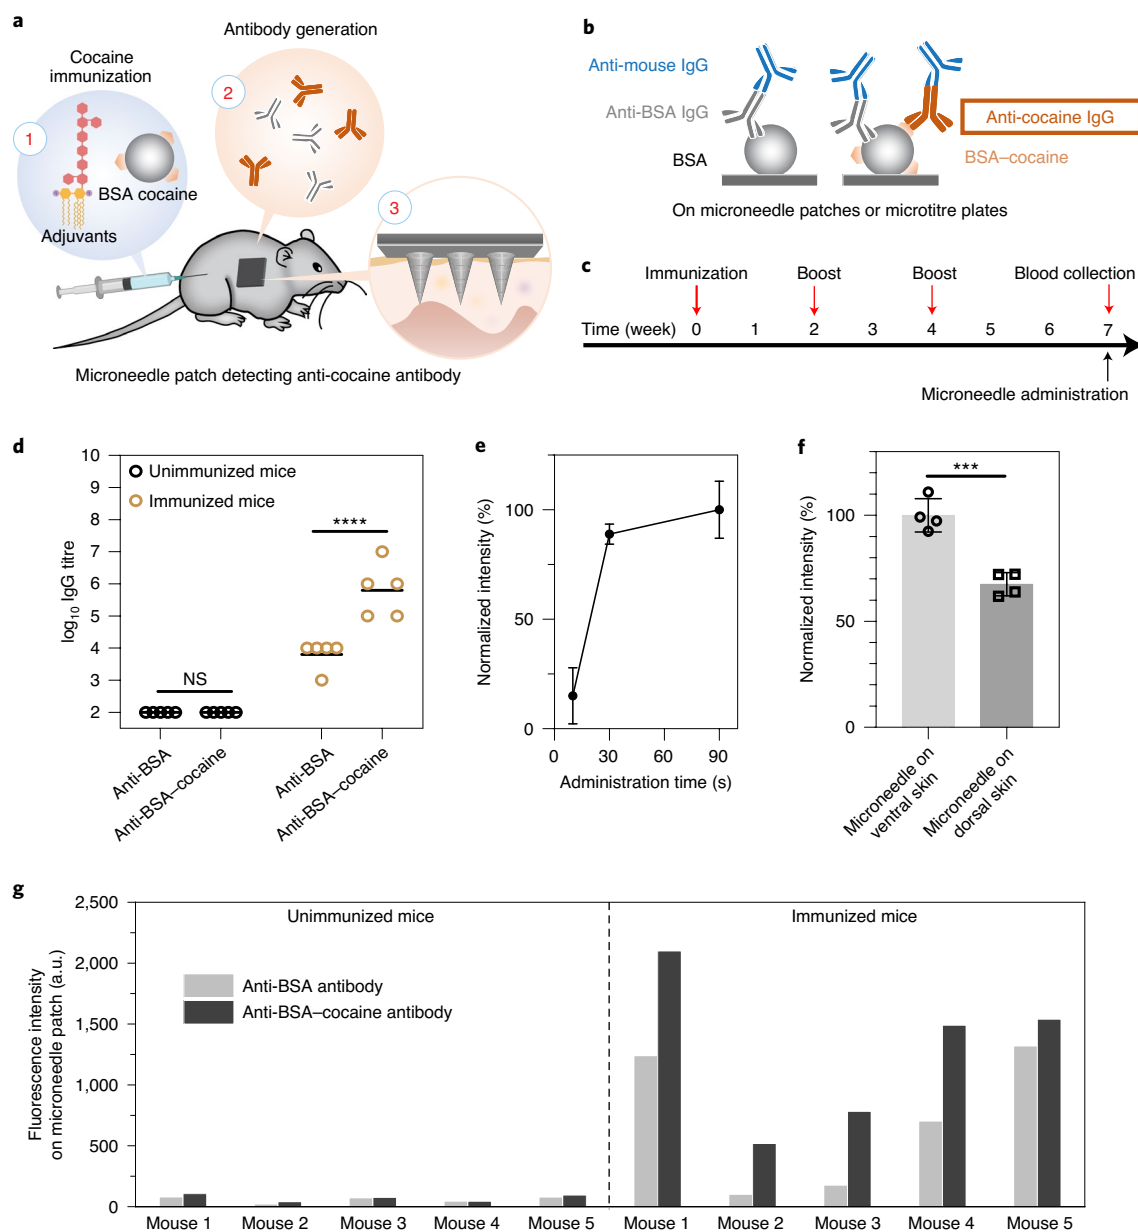 a
Antibody generation
Cocaine
immunization
1
2
BSA cocaine
Adjuvants
3
Microneedle patch detecting anti-cocaine antibody
b
Anti-mouse IgG
Anti-BSA IgG
Anti-cocaine IgG
BSA
BSA–cocaine
On microneedle patches or microtitre plates
c
Immunization
Boost
Boost
Blood collection
Time (week)
0
1
2
3
4
5
6
7
Microneedle administration
d
log10 IgG titre
10
9
8
7
6
5
4
3
2
Unimmunized mice
Immunized mice
****
NS
Anti-BSA
Anti-BSA–cocaine
Anti-BSA
Anti-BSA–cocaine
e
Normalized intensity (%)
100
50
0
0
30
60
90
Administration time (s)
f
Normalized intensity (%)
100
50
0
***
Microneedle on
ventral skin
Microneedle on
dorsal skin
g
Fluorescence intensity
on microneedle patch (a.u.)
2,500
2,000
1,500
1,000
500
0
Unimmunized mice
Immunized mice
Anti-BSA antibody
Anti-BSA–cocaine antibody
Mouse 1
Mouse 2
Mouse 3
Mouse 4
Mouse 5
Mouse 1
Mouse 2
Mouse 3
Mouse 4
Mouse 5